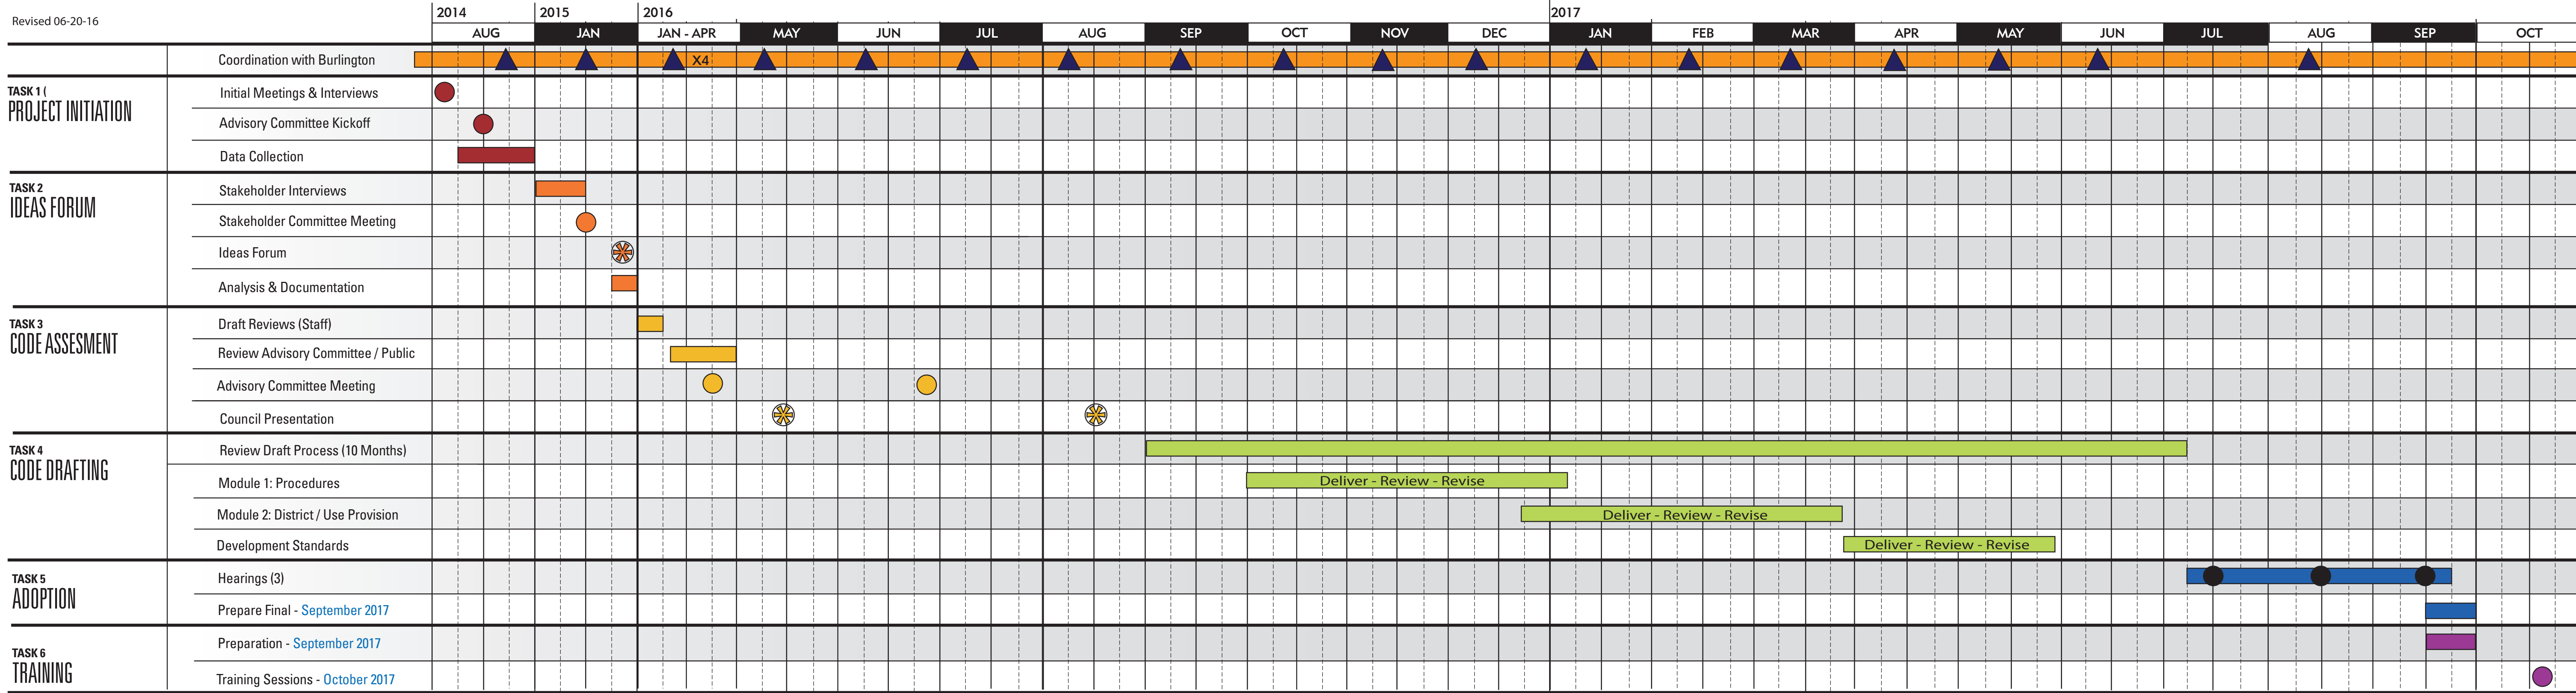 Revised 06-20-16
2014 2015 2016 2017
AUG JAN JAN - APR MAY JUN JUL AUG SEP OCT NOV DEC JAN FEB MAR APR MAY JUN JUL AUG SEP OCT
Coordination with Burlington X4
TASK 1 (
PROJECT INITIATION
Initial Meetings & Interviews
Advisory Committee Kickoff
Data Collection
TASK 2
IDEAS FORUM
Stakeholder Interviews
Stakeholder Committee Meeting
Ideas Forum
Analysis & Documentation
TASK 3
CODE ASSESMENT
Draft Reviews (Staff)
Review Advisory Committee / Public
Advisory Committee Meeting
Council Presentation
TASK 4
CODE DRAFTING
Review Draft Process (10 Months)
Module 1: Procedures Deliver - Review - Revise
Module 2: District / Use Provision Deliver - Review - Revise
Development Standards Deliver - Review - Revise
TASK 5
ADOPTION
Hearings (3)
Prepare Final - September 2017
TASK 6
TRAINING
Preparation - September 2017
Training Sessions - October 2017